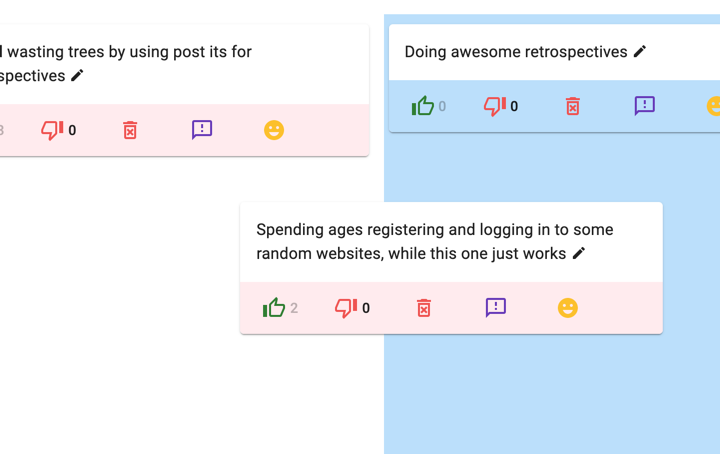 wasting trees by using post its for
spectives
3 0
Doing awesome retrospectives
0 0
Spending ages registering and logging in to some
random websites, while this one just works
2 0